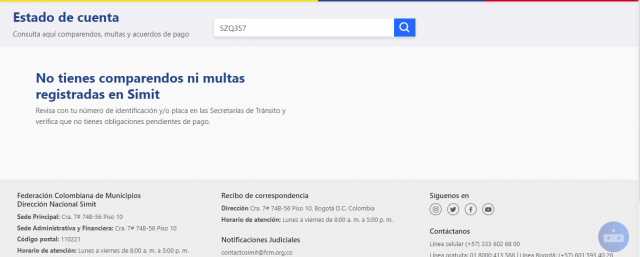 Estado de cuenta
Consulta aquí comparendos, multas y acuerdos de pago
SZQ357
No tienes comparendos ni multas
registradas en Simit
Revisa con tu número de identificación y/o placa en las Secretarías de Tránsito y
verifica que no tienes obligaciones pendientes de pago.
Federación Colombiana de Municipios
Dirección Nacional Simit
Sede Principal: Cra. 7# 74B-56 Piso 10
Sede Administrativa y Financiera: Cra. 7# 74B-56 Piso 10
Código postal: 110221
Horario de atención: Lunes a viernes de 8:00 a. m. a 5:00 p. m.
Recibo de correspondencia
Dirección Cra. 7# 74B-56 Piso 10, Bogotá D.C. Colombia
Horario de atención: Lunes a viernes de 8:00 a. m. a 5:00 p. m.
Notificaciones Judiciales
contactosimit@fcm.org.co
Síguenos en
Contáctanos
Línea celular (+57) 333 602 88 00
Línea gratuita: 01 8000 413 588 | Línea Bogotá: (+57) 601 593 40 26